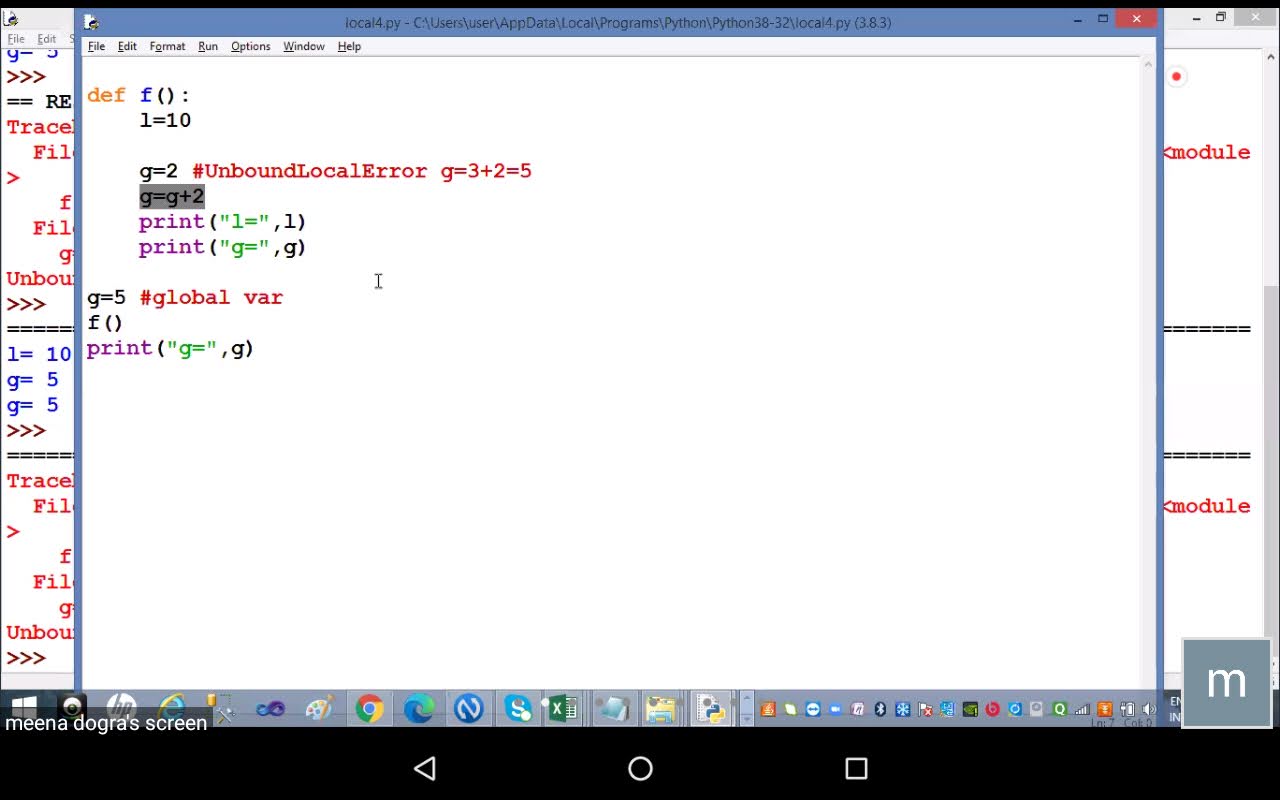 local4.py - C:\Users\user\AppData\Local\Programs\Python\Python38-32\local4.py (3.8.3)
File Edit
File Edit Format Run Options Window Help
g= 5
>>>
== RE
Trace
File
>
f
File
g=
Unbou
>>>
l= 10
g= 5
g= 5
>>>
Trace
File
>
f
File
g=
Unbou
>>>
def f():
l=10
g=2 #UnboundLocalError g=3+2=5
g=g+2
print("l=",l)
print("g=",g)
g=5 #global var
f()
print("g=",g)
<module
<module
m
Ln: 7 Col: 0
meena dogra's screen